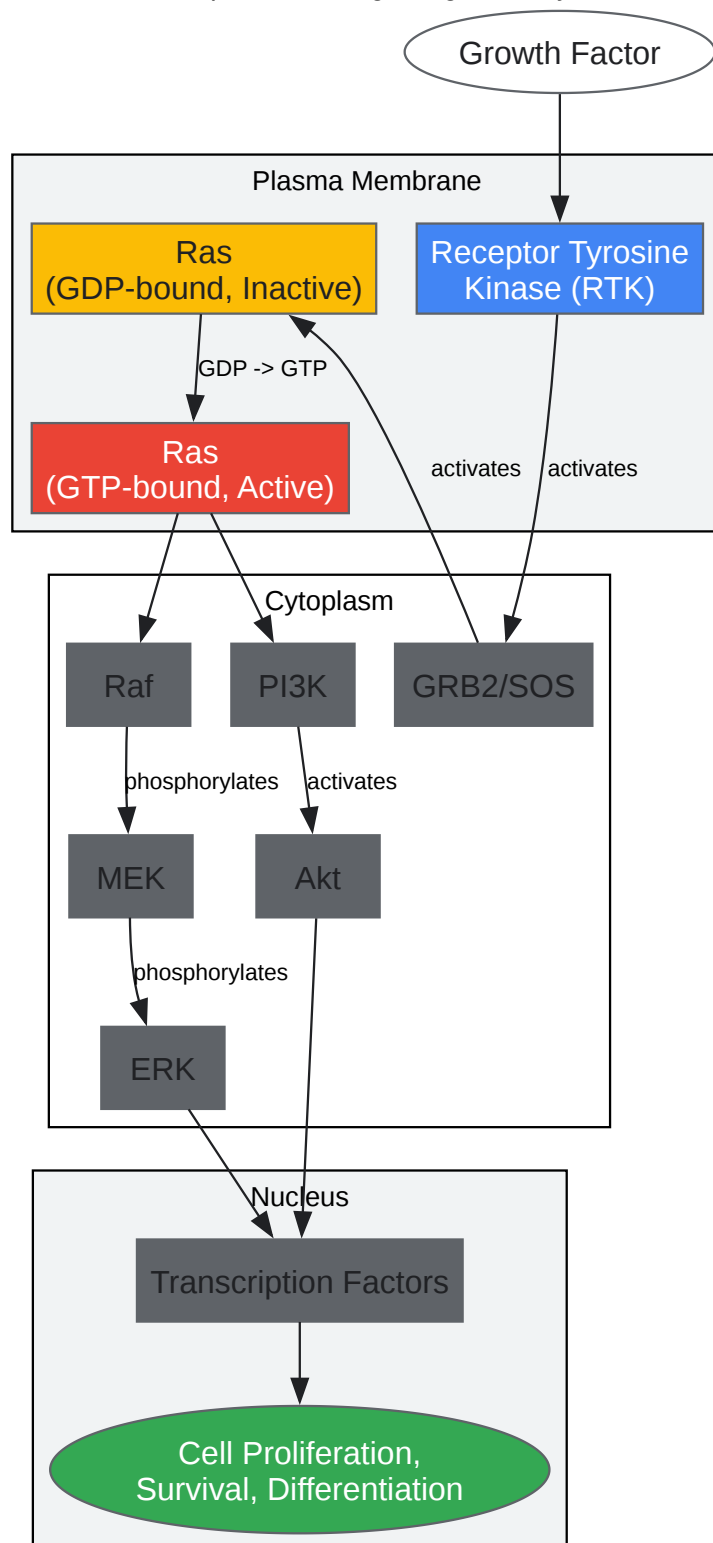 Growth Factor
Plasma Membrane
Ras
(GDP-bound, Inactive)
Receptor Tyrosine
Kinase (RTK)
GDP -> GTP
Ras
(GTP-bound, Active)
activates
activates
Cytoplasm
Raf
PI3K
GRB2/SOS
phosphorylates
activates
MEK
Akt
phosphorylates
ERK
Nucleus
Transcription Factors
Cell Proliferation,
Survival, Differentiation